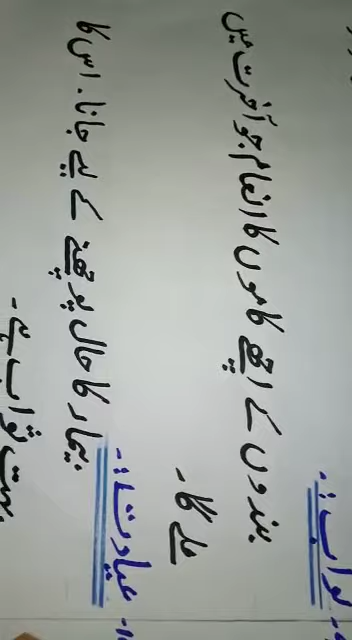 ثواب :-
بندوں کے اچھے کاموں کا انعام جو آخرت میں
ملے گا۔
عیادت :-
بیمار کا حال پوچھنے کے لیے جانا۔ اس کا
بہت ثواب ہے۔